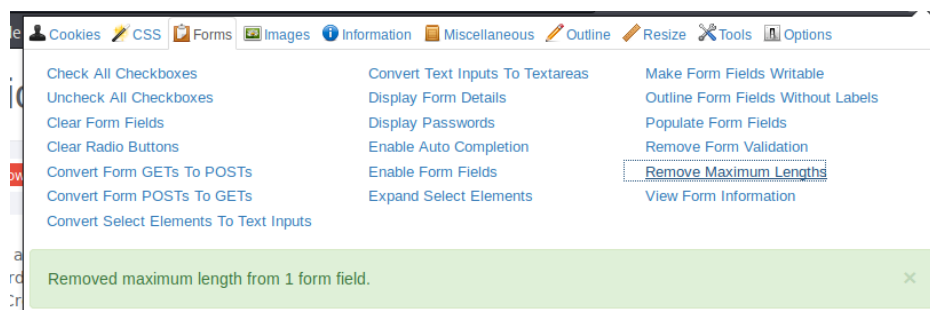 Cookies CSS Forms Images Information Miscellaneous Outline Resize Tools Options
Check All Checkboxes
Uncheck All Checkboxes
Clear Form Fields
Clear Radio Buttons
Convert Form GETs To POSTs
Convert Form POSTs To GETs
Convert Select Elements To Text Inputs
Convert Text Inputs To Textareas
Display Form Details
Display Passwords
Enable Auto Completion
Enable Form Fields
Expand Select Elements
Make Form Fields Writable
Outline Form Fields Without Labels
Populate Form Fields
Remove Form Validation
Remove Maximum Lengths
View Form Information
Removed maximum length from 1 form field.